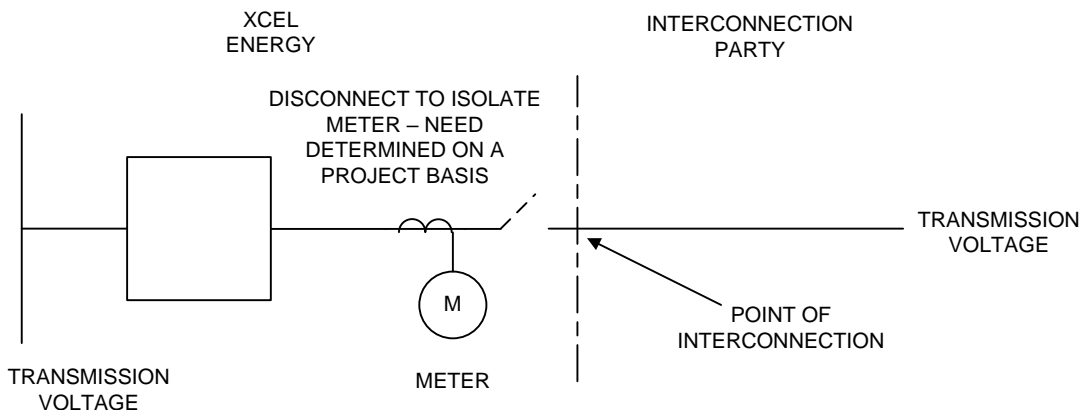 XCEL
ENERGY
INTERCONNECTION
PARTY
DISCONNECT TO ISOLATE
METER – NEED
DETERMINED ON A
PROJECT BASIS
TRANSMISSION
VOLTAGE
M
POINT OF
INTERCONNECTION
TRANSMISSION
VOLTAGE
METER